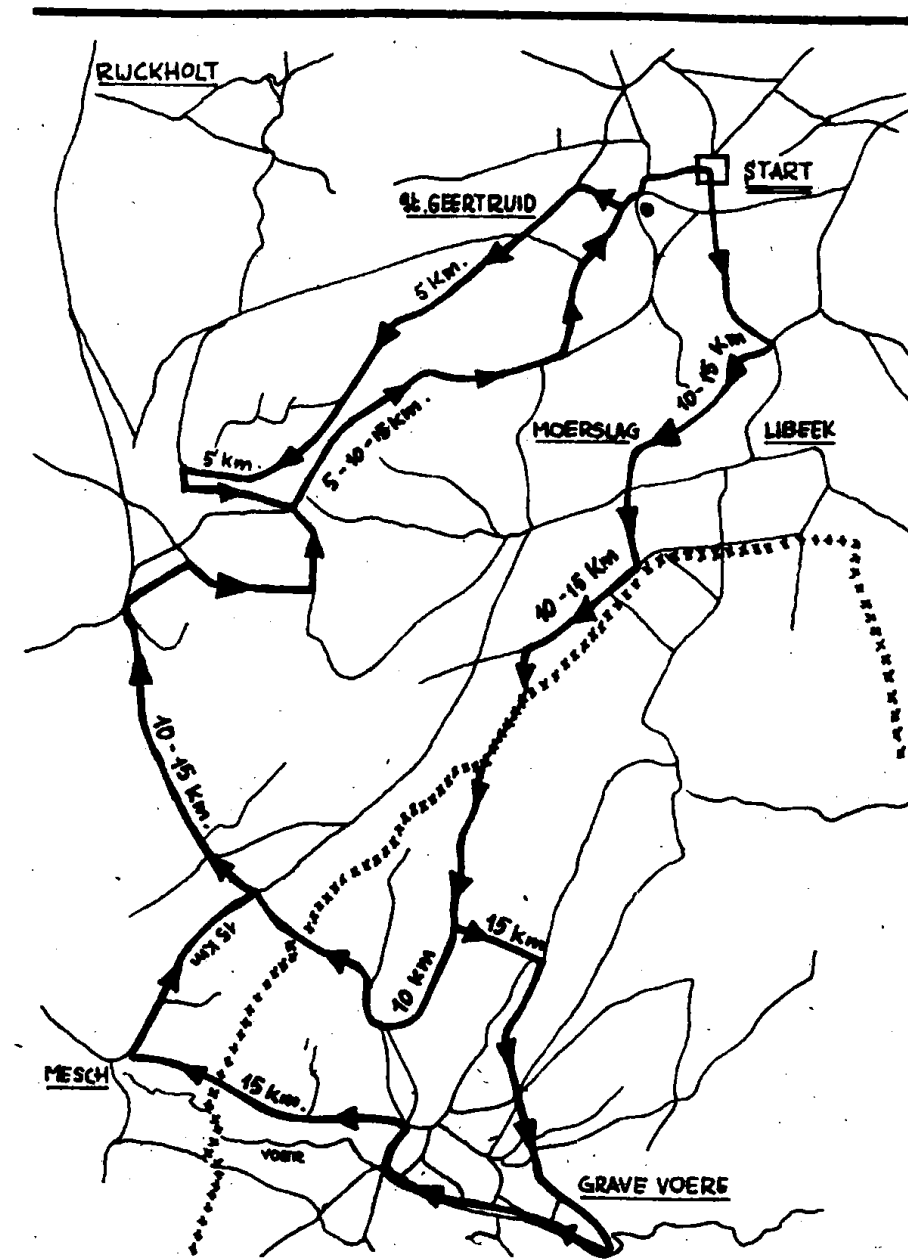 RIJCKHOLT
START
St. GEERTRUID
5 Km.
10-15 Km
MOERSLAG
LIBEEK
5 Km.
5-10-15 Km.
10-15 Km
10-15 Km.
15 Km
15 Km
10 Km
MESCH
15 Km.
VOER
GRAVE VOERE